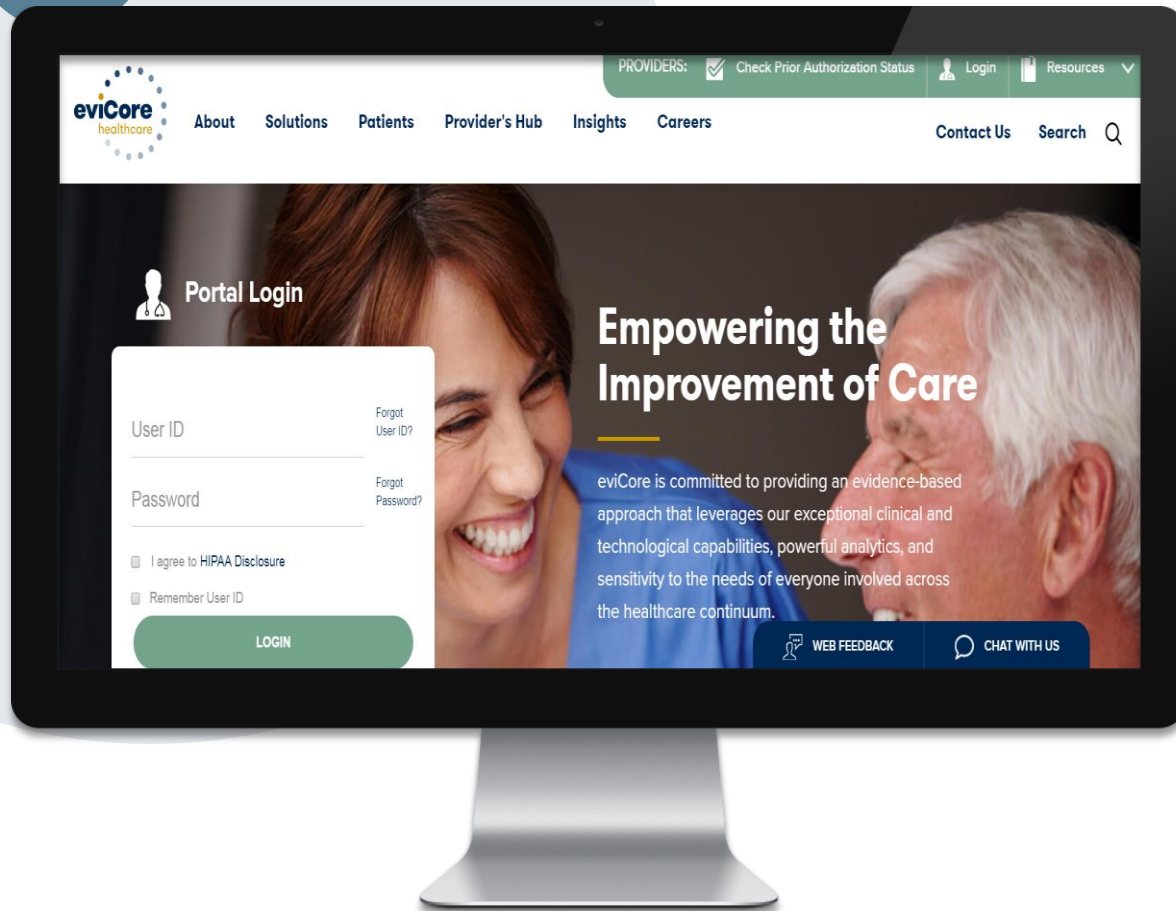 PROVIDERS: Check Prior Authorization Status Login Resources
eviCore
healthcare
About Solutions Patients Provider's Hub Insights Careers
Contact Us Search
Portal Login
User ID
Forgot
User ID?
Password
Forgot
Password?
I agree to HIPAA Disclosure
Remember User ID
LOGIN
Empowering the
Improvement of Care
eviCore is committed to providing an evidence-based
approach that leverages our exceptional clinical and
technological capabilities, powerful analytics, and
sensitivity to the needs of everyone involved across
the healthcare continuum.
WEB FEEDBACK CHAT WITH US